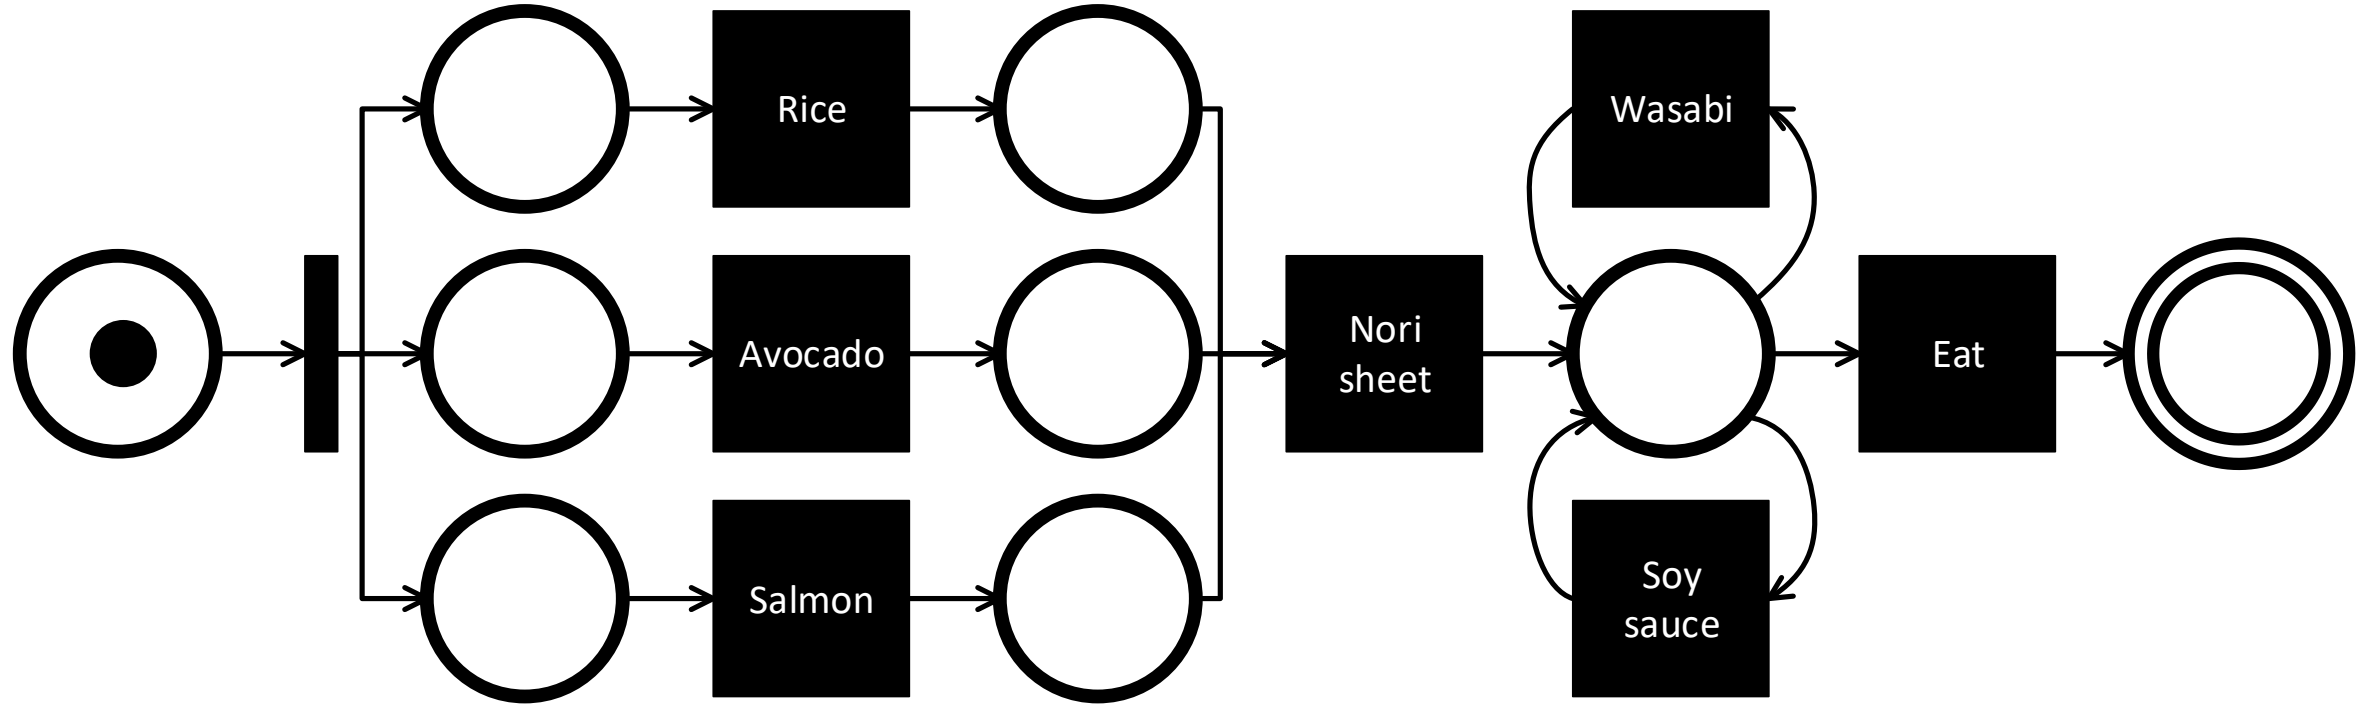 Rice
Wasabi
Avocado
Nori
sheet
Eat
Salmon
Soy
sauce